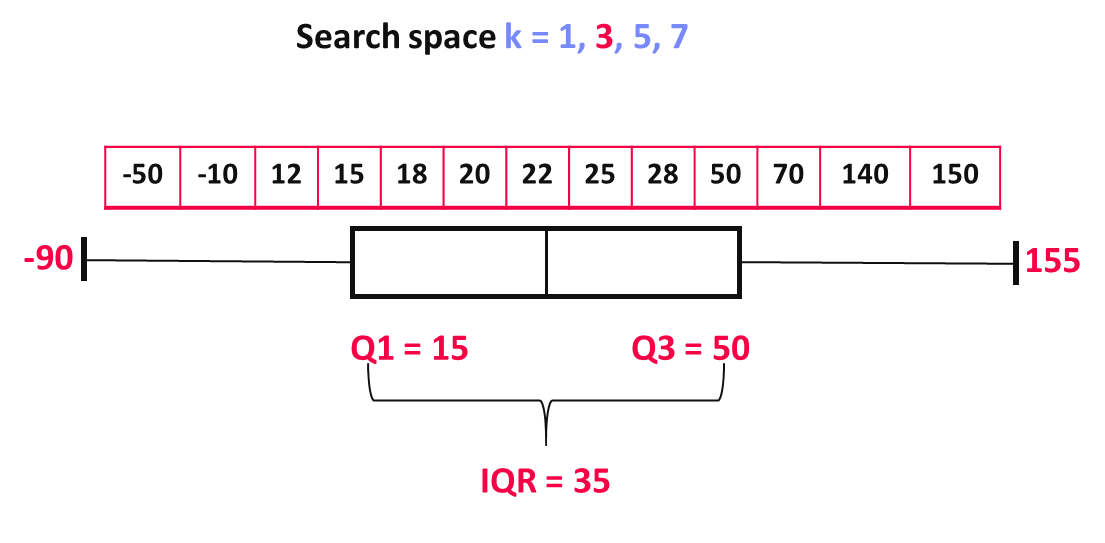 Search space k = 1, 3, 5, 7
-50 -10 12 15 18 20 22 25 28 50 70 140 150
-90 155
Q1 = 15 Q3 = 50
IQR = 35